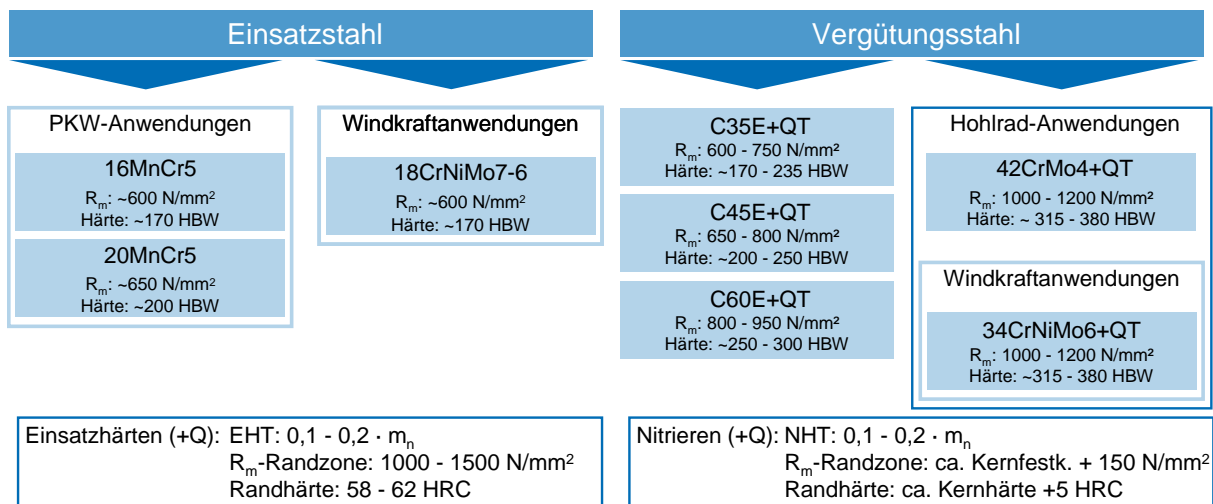 Einsatzstahl
PKW-Anwendungen
16MnCr5
Rₘ: ~600 N/mm²
Härte: ~170 HBW
20MnCr5
Rₘ: ~650 N/mm²
Härte: ~200 HBW
Windkraftanwendungen
18CrNiMo7-6
Rₘ: ~600 N/mm²
Härte: ~170 HBW
Einsatzhärten (+Q): EHT: 0,1 - 0,2 · mₙ
Rₘ-Randzone: 1000 - 1500 N/mm²
Randhärte: 58 - 62 HRC
Vergütungsstahl
C35E+QT
Rₘ: 600 - 750 N/mm²
Härte: ~170 - 235 HBW
C45E+QT
Rₘ: 650 - 800 N/mm²
Härte: ~200 - 250 HBW
C60E+QT
Rₘ: 800 - 950 N/mm²
Härte: ~250 - 300 HBW
Hohlrad-Anwendungen
42CrMo4+QT
Rₘ: 1000 - 1200 N/mm²
Härte: ~ 315 - 380 HBW
Windkraftanwendungen
34CrNiMo6+QT
Rₘ: 1000 - 1200 N/mm²
Härte: ~315 - 380 HBW
Nitrieren (+Q): NHT: 0,1 - 0,2 · mₙ
Rₘ-Randzone: ca. Kernfestk. + 150 N/mm²
Randhärte: ca. Kernhärte +5 HRC